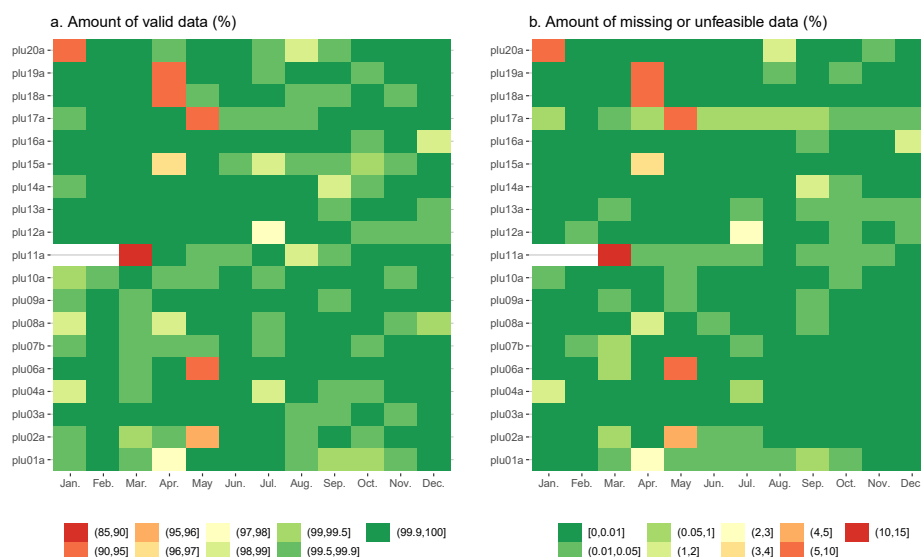 a. Amount of valid data (%)
plu20a
plu19a
plu18a
plu17a
plu16a
plu15a
plu14a
plu13a
plu12a
plu11a
plu10a
plu09a
plu08a
plu07b
plu06a
plu04a
plu03a
plu02a
plu01a
Jan. Feb. Mar. Apr. May Jun. Jul. Aug. Sep. Oct. Nov. Dec.
(85,90] (95,96] (97,98] (99,99.5] (99.9,100]
(90,95] (96,97] (98,99] (99.5,99.9]
b. Amount of missing or unfeasible data (%)
plu20a
plu19a
plu18a
plu17a
plu16a
plu15a
plu14a
plu13a
plu12a
plu11a
plu10a
plu09a
plu08a
plu07b
plu06a
plu04a
plu03a
plu02a
plu01a
Jan. Feb. Mar. Apr. May Jun. Jul. Aug. Sep. Oct. Nov. Dec
[0,0.01] (0.05,1] (2,3] (4,5] (10,15]
(0.01,0.05] (1,2] (3,4] (5,10]